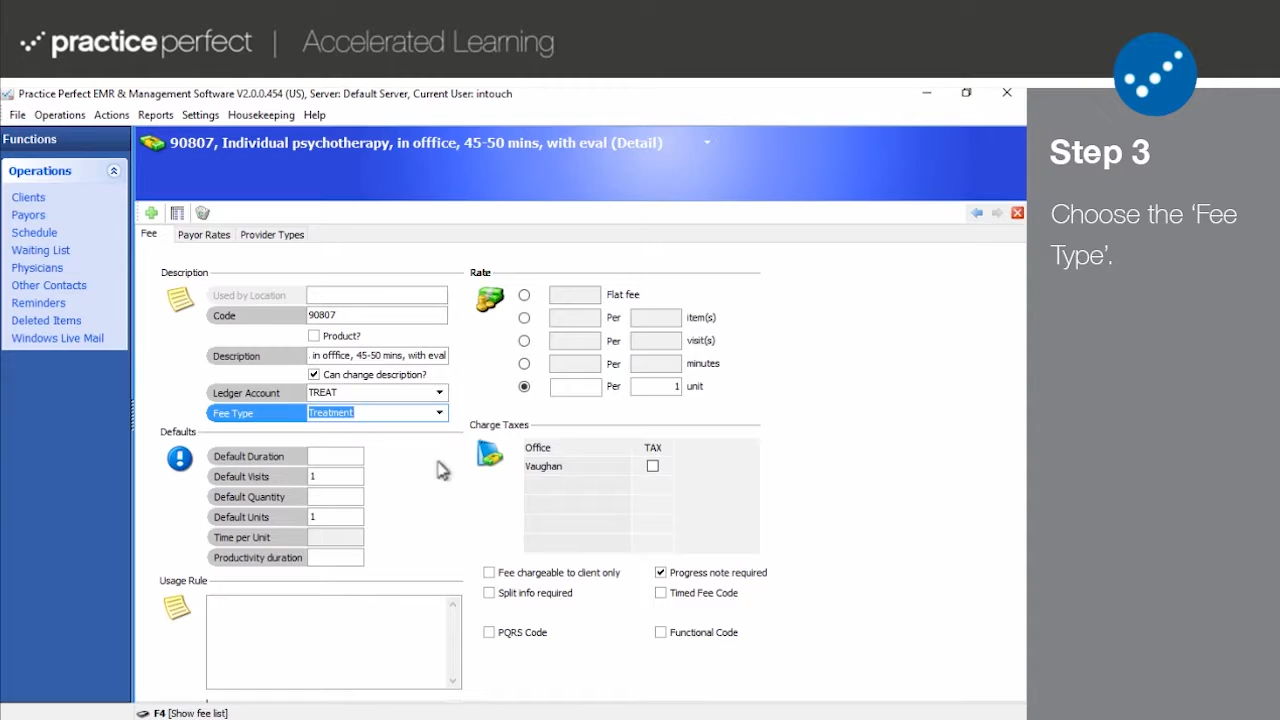 practiceperfect | Accelerated Learning
Practice Perfect EMR & Management Software V2.0.0.454 (US), Server: Default Server, Current User: intouch
File Operations Actions Reports Settings Housekeeping Help
Functions
Operations
Clients
Payors
Schedule
Waiting List
Physicians
Other Contacts
Reminders
Deleted Items
Windows Live Mail
90807, Individual psychotherapy, in offfice, 45-50 mins, with eval (Detail)
Fee Payor Rates Provider Types
Description
Used by Location
Code 90807
Product?
Description . in offfice, 45-50 mins, with eval
Can change description?
Ledger Account TREAT
Fee Type Treatment
Defaults
Default Duration
Default Visits 1
Default Quantity
Default Units 1
Time per Unit
Productivity duration
Usage Rule
Rate
Flat fee
Per item(s)
Per visit(s)
Per minutes
Per 1 unit
Charge Taxes
Office TAX
Vaughan
Fee chargeable to client only Progress note required
Split info required Timed Fee Code
PQRS Code Functional Code
F4 [Show fee list]
Step 3
Choose the ‘Fee
Type’.